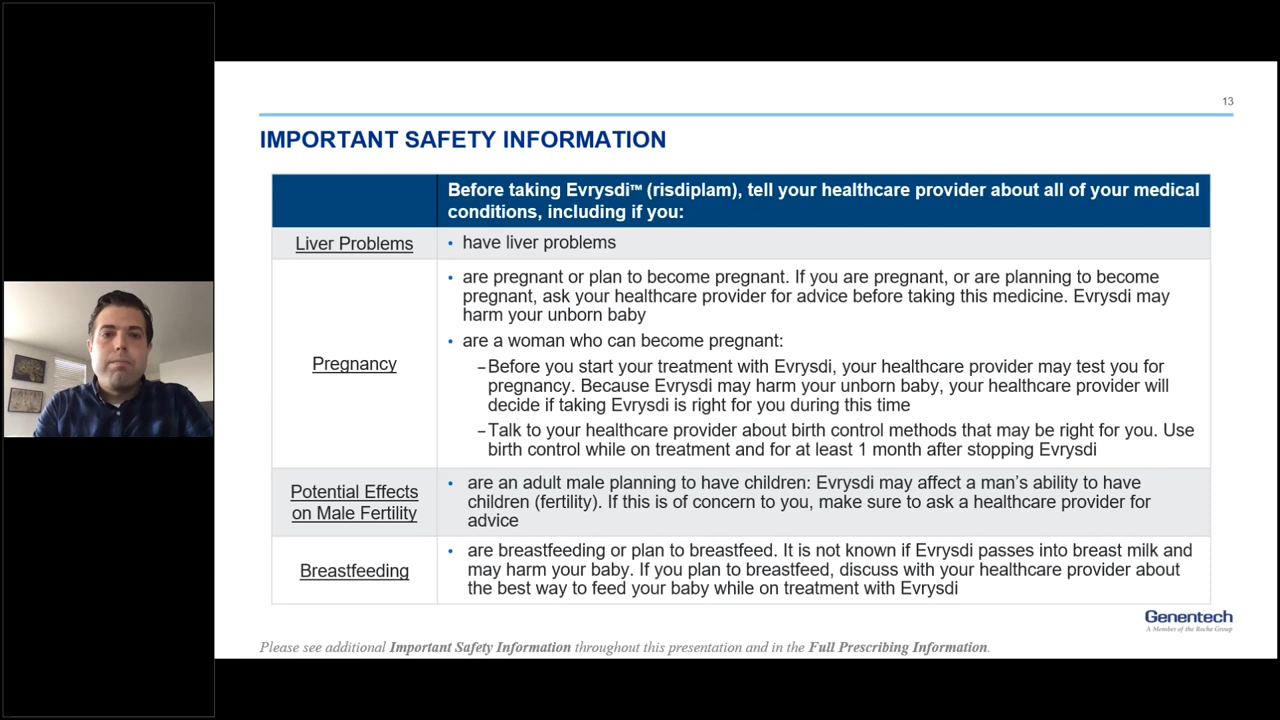 13
IMPORTANT SAFETY INFORMATION
Before taking Evrysdi™ (risdiplam), tell your healthcare provider about all of your medical
conditions, including if you:
Liver Problems
• have liver problems
Pregnancy
• are pregnant or plan to become pregnant. If you are pregnant, or are planning to become
pregnant, ask your healthcare provider for advice before taking this medicine. Evrysdi may
harm your unborn baby
• are a woman who can become pregnant:
–Before you start your treatment with Evrysdi, your healthcare provider may test you for
pregnancy. Because Evrysdi may harm your unborn baby, your healthcare provider will
decide if taking Evrysdi is right for you during this time
–Talk to your healthcare provider about birth control methods that may be right for you. Use
birth control while on treatment and for at least 1 month after stopping Evrysdi
Potential Effects
on Male Fertility
• are an adult male planning to have children: Evrysdi may affect a man’s ability to have
children (fertility). If this is of concern to you, make sure to ask a healthcare provider for
advice
Breastfeeding
• are breastfeeding or plan to breastfeed. It is not known if Evrysdi passes into breast milk and
may harm your baby. If you plan to breastfeed, discuss with your healthcare provider about
the best way to feed your baby while on treatment with Evrysdi
Genentech
A Member of the Roche Group
Please see additional Important Safety Information throughout this presentation and in the Full Prescribing Information.